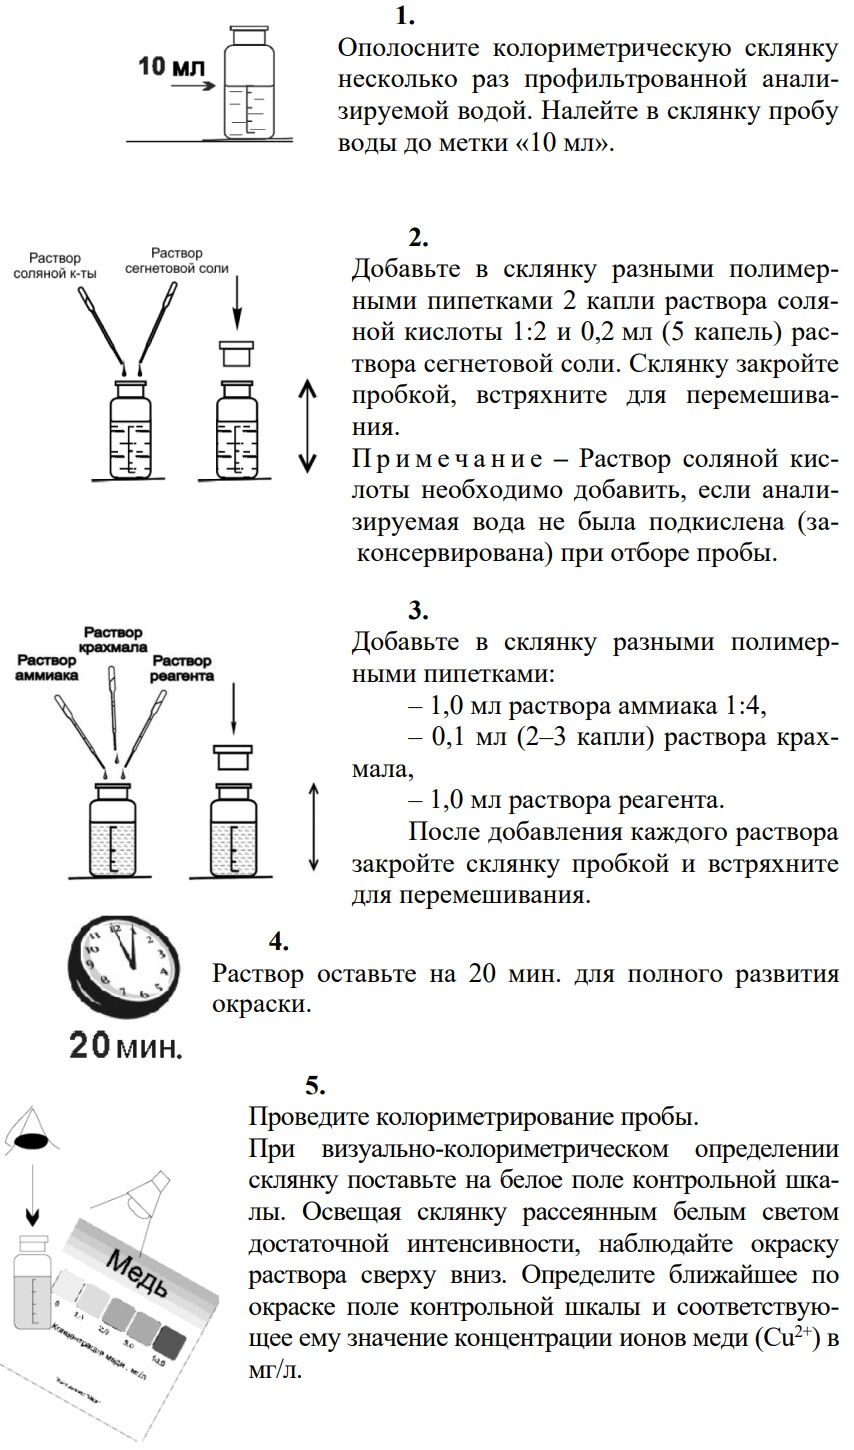 1.
Ополосните колориметрическую склянку
несколько раз профильтрованной анали-
зируемой водой. Налейте в склянку пробу
воды до метки «10 мл».
10 мл
2.
Раствор
соляной к-ты
Раствор
сегнетовой соли
Добавьте в склянку разными полимер-
ными пипетками 2 капли раствора соля-
ной кислоты 1:2 и 0,2 мл (5 капель) рас-
твора сегнетовой соли. Склянку закройте
пробкой, встряхните для перемешива-
ния.
Примечание – Раствор соляной кис-
лоты необходимо добавить, если анали-
зируемая вода не была подкислена (за-
консервирована) при отборе пробы.
3.
Раствор
аммиака
Раствор
крахмала
Раствор
реагента
Добавьте в склянку разными полимер-
ными пипетками:
– 1,0 мл раствора аммиака 1:4,
– 0,1 мл (2–3 капли) раствора крах-
мала,
– 1,0 мл раствора реагента.
После добавления каждого раствора
закройте склянку пробкой и встряхните
для перемешивания.
4.
Раствор оставьте на 20 мин. для полного развития
окраски.
20 мин.
5.
Проведите колориметрирование пробы.
При визуально-колориметрическом определении
склянку поставьте на белое поле контрольной шка-
лы. Освещая склянку рассеянным белым светом
достаточной интенсивности, наблюдайте окраску
раствора сверху вниз. Определите ближайшее по
окраске поле контрольной шкалы и соответствую-
щее ему значение концентрации ионов меди (Cu²⁺) в
мг/л.
Медь
Концентрация меди, мг/л